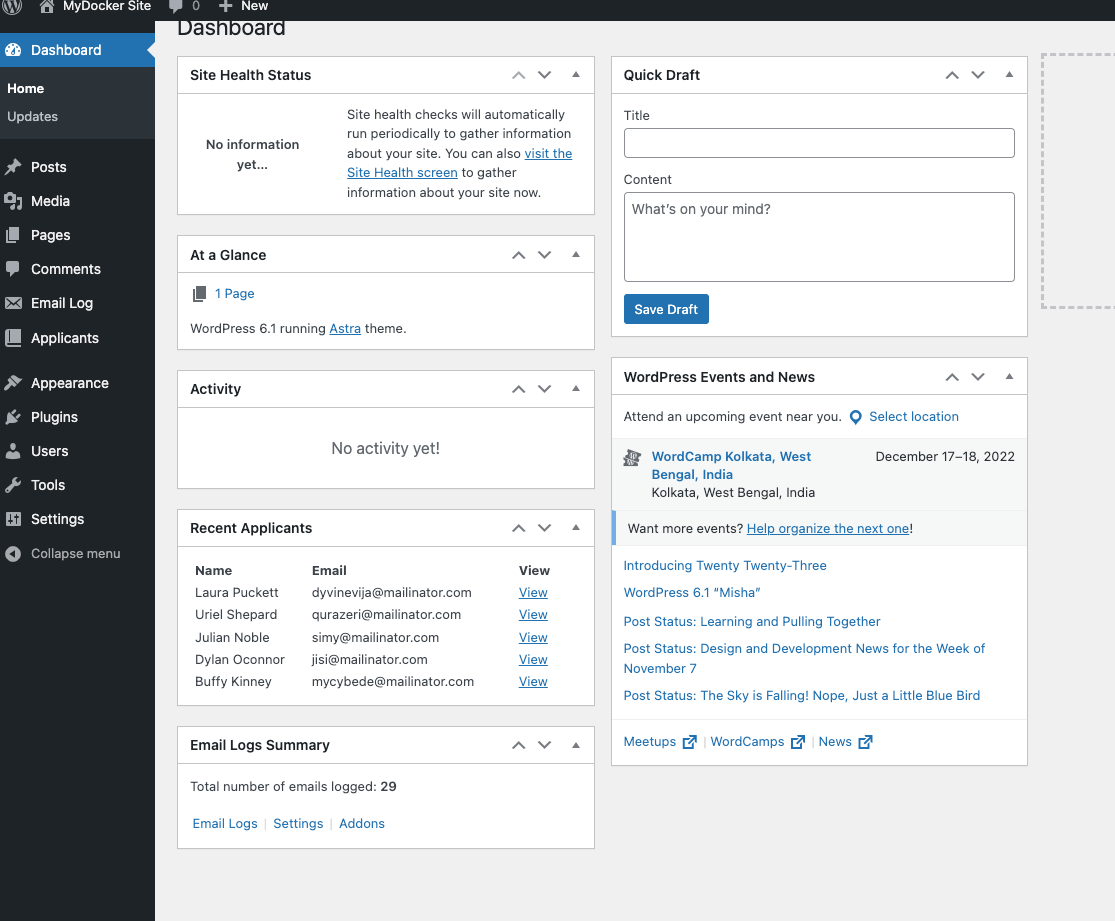 MyDocker Site 0 New
Dashboard
Home
Updates
Posts
Media
Pages
Comments
Email Log
Applicants
Appearance
Plugins
Users
Tools
Settings
Collapse menu
Dashboard
Site Health Status
No information
yet...
Site health checks will automatically
run periodically to gather information
about your site. You can also visit the
Site Health screen to gather
information about your site now.
At a Glance
1 Page
WordPress 6.1 running Astra theme.
Activity
No activity yet!
Recent Applicants
Name Email View
Laura Puckett dyvinevija@mailinator.com View
Uriel Shepard qurazeri@mailinator.com View
Julian Noble simy@mailinator.com View
Dylan Oconnor jisi@mailinator.com View
Buffy Kinney mycybede@mailinator.com View
Email Logs Summary
Total number of emails logged: 29
Email Logs | Settings | Addons
Quick Draft
Title
Content
What's on your mind?
Save Draft
WordPress Events and News
Attend an upcoming event near you. Select location
WordCamp Kolkata, West
Bengal, India
Kolkata, West Bengal, India
December 17–18, 2022
Want more events? Help organize the next one!
Introducing Twenty Twenty-Three
WordPress 6.1 “Misha”
Post Status: Learning and Pulling Together
Post Status: Design and Development News for the Week of
November 7
Post Status: The Sky is Falling! Nope, Just a Little Blue Bird
Meetups | WordCamps | News